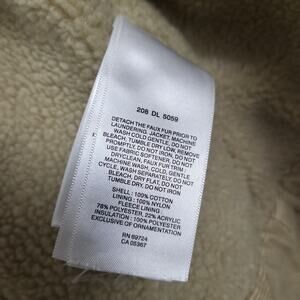 208 DL 5059
DETACH THE FAUX FUR PRIOR TO
LAUNDERING. JACKET, MACHINE
WASH COLD GENTLE, DO NOT
BLEACH, TUMBLE DRY LOW, REMOVE
PROMPTLY, DO NOT IRON, DO NOT
USE FABRIC SOFTENER, DO NOT
DRYCLEAN, FAUX FUR TRIM :
MACHINE WASH, COLD, GENTLE
CYCLE, WASH SEPARATELY, DO NOT
BLEACH, DRY FLAT, DO NOT
TUMBLE DRY, DO NOT IRON
SHELL : 100% COTTON
LINING : 100% NYLON
FLEECE LINING :
78% POLYESTER, 22% ACRYLIC
INSULATION : 100% POLYESTER
EXCLUSIVE OF ORNAMENTATION
RN 69724
CA 05367